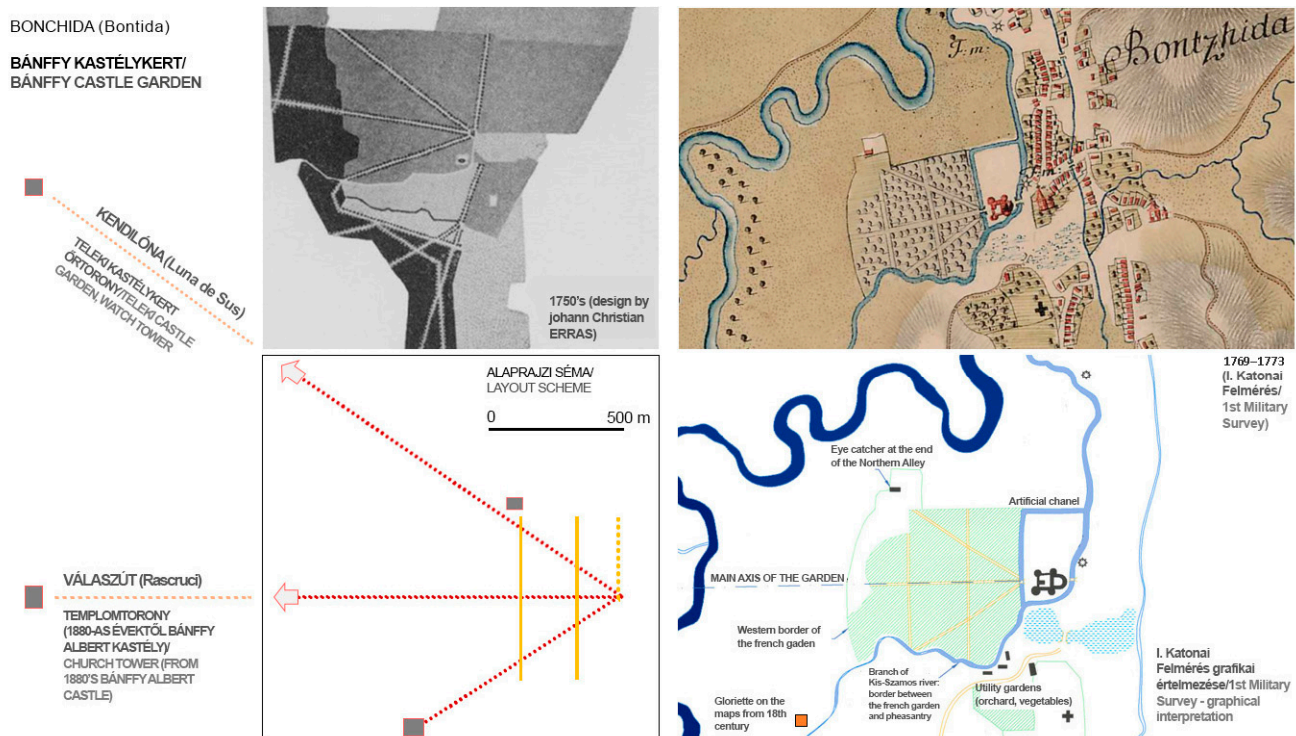 BONCHIDA (Bontida)
BÁNFFY KASTÉLYKERT/
BÁNFFY CASTLE GARDEN
KENDILÓNA (Luna de Sus)
TELEKI KASTÉLYKERT
ŐRTORONY/TELEKI CASTLE
GARDEN, WATCH TOWER
1750's (design by
johann Christian
ERRAS)
Bontzhida
ALAPRAJZI SÉMA/
LAYOUT SCHEME
0 500 m
VÁLASZÚT (Rascruci)
TEMPLOMTORONY
(1880-AS ÉVEKTŐL BÁNFFY
ALBERT KASTÉLY)/
CHURCH TOWER (FROM
1880'S BÁNFFY ALBERT
CASTLE)
1769–1773
(I. Katonai
Felmérés/
1st Military
Survey)
Eye catcher at the end
of the Northern Alley
Artificial chanel
MAIN AXIS OF THE GARDEN
Western border of
the french gaden
Branch of
Kis-Szamos river:
border between
the french garden
and pheasantry
Utility gardens
(orchard, vegetables)
Gloriette on the
maps from 18th
century
I. Katonai
Felmérés grafikai
értelmezése/1st Military
Survey - graphical
interpretation